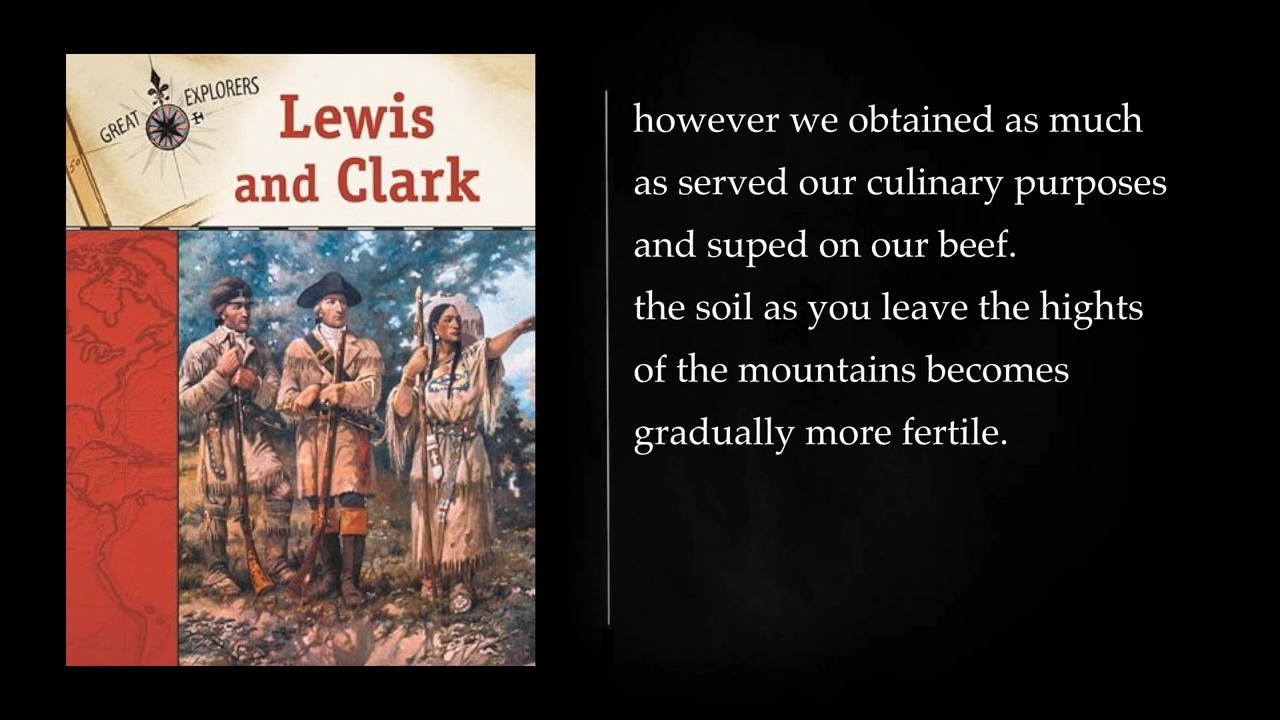 GREAT EXPLORERS
Lewis
and Clark
50
however we obtained as much
as served our culinary purposes
and suped on our beef.
the soil as you leave the hights
of the mountains becomes
gradually more fertile.